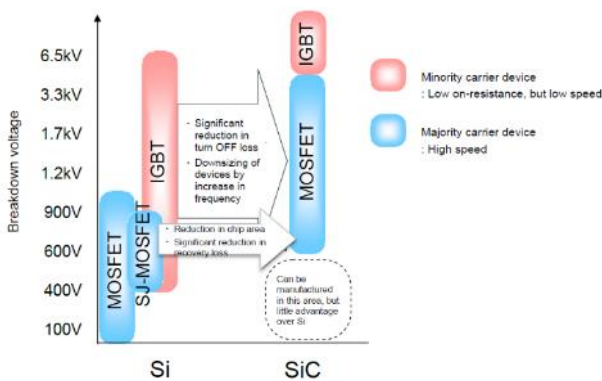 Breakdown voltage
6.5kV
3.3kV
1.7kV
1.2kV
900V
600V
400V
100V
MOSFET
SJ-MOSFET
IGBT
· Significant
reduction in
turn OFF loss
· Downsizing of
devices by
increase in
frequency
· Reduction in chip area
· Significant reduction in
recovery loss
IGBT
MOSFET
Can be
manufactured
in this area, but
little advantage
over Si
Si
SiC
Minority carrier device
: Low on-resistance, but low speed
Majority carrier device
: High speed